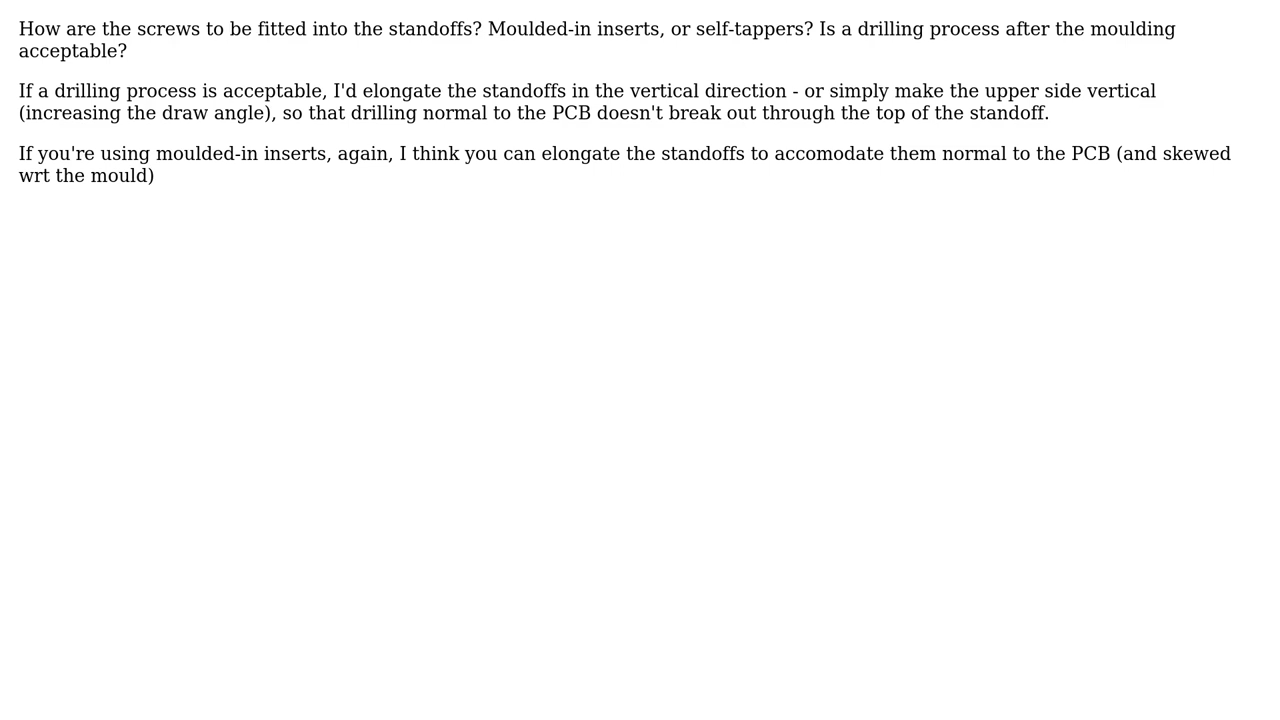 How are the screws to be fitted into the standoffs? Moulded-in inserts, or self-tappers? Is a drilling process after the moulding
acceptable?
If a drilling process is acceptable, I'd elongate the standoffs in the vertical direction - or simply make the upper side vertical
(increasing the draw angle), so that drilling normal to the PCB doesn't break out through the top of the standoff.
If you're using moulded-in inserts, again, I think you can elongate the standoffs to accomodate them normal to the PCB (and skewed
wrt the mould)